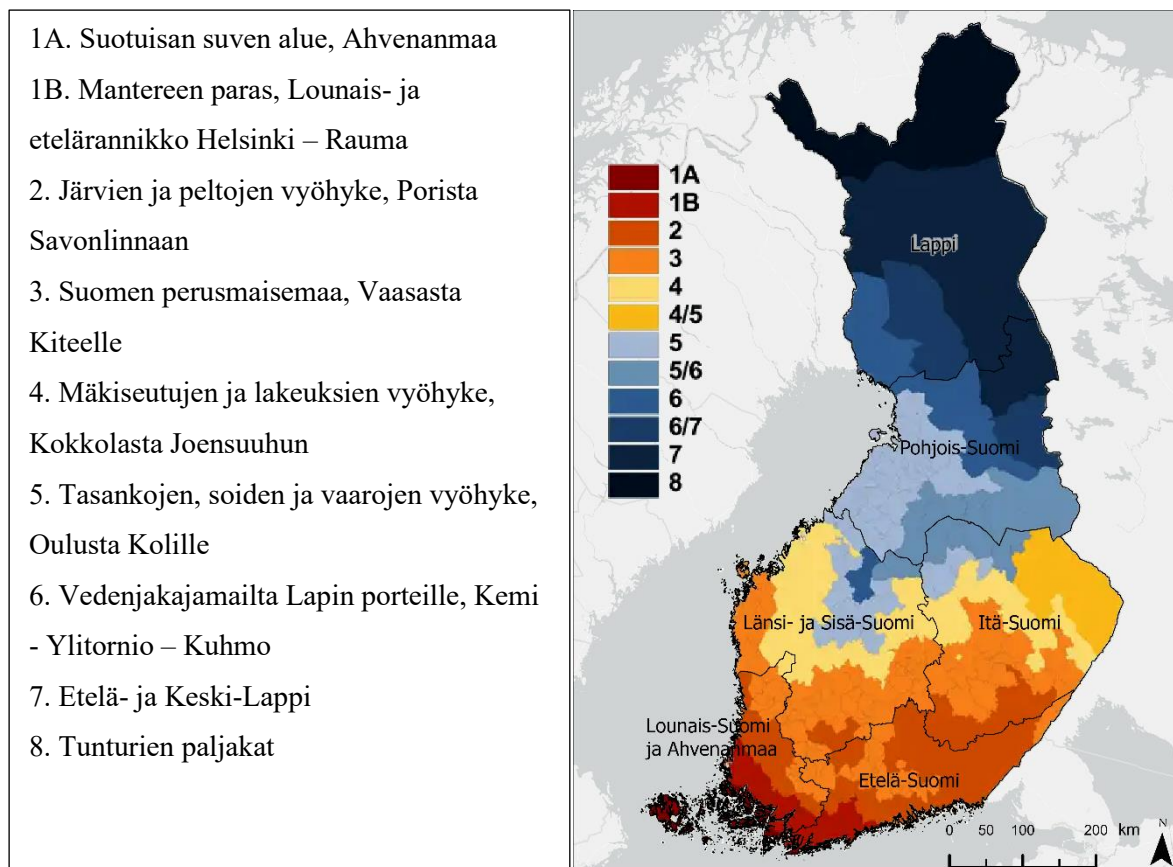 1A. Suotuisan suven alue, Ahvenanmaa
1B. Mantereen paras, Lounais- ja
etelärannikko Helsinki – Rauma
2. Järvien ja peltojen vyöhyke, Porista
Savonlinnaan
3. Suomen perusmaisemaa, Vaasasta
Kiteelle
4. Mäkiseutujen ja lakeuksien vyöhyke,
Kokkolasta Joensuuhun
5. Tasankojen, soiden ja vaarojen vyöhyke,
Oulusta Kolille
6. Vedenjakajamailta Lapin porteille, Kemi
- Ylitornio – Kuhmo
7. Etelä- ja Keski-Lappi
8. Tunturien paljakat
1A
1B
2
3
4
4/5
5
5/6
6
6/7
7
8
Lappi
Pohjois-Suomi
Länsi- ja Sisä-Suomi
Itä-Suomi
Lounais-Suomi
ja Ahvenanmaa
Etelä-Suomi
0 50 100 200 km
N